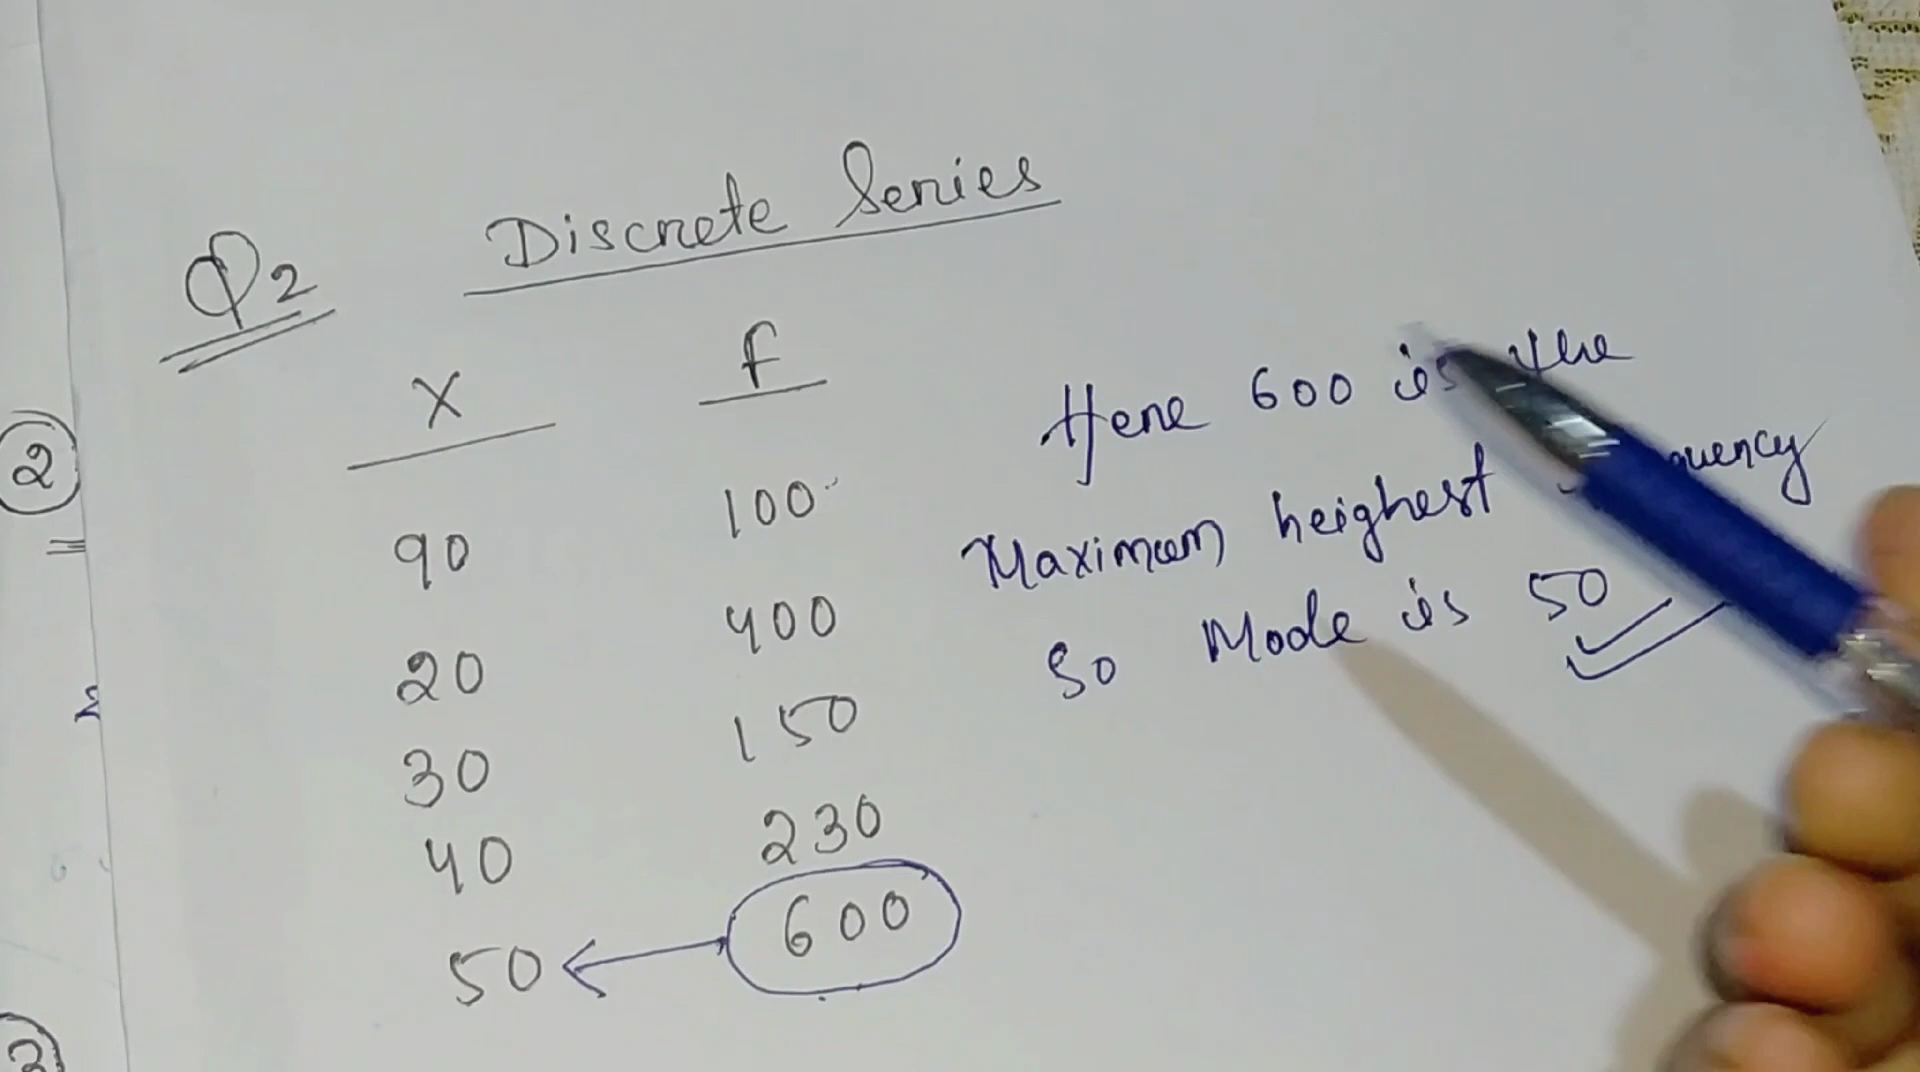 Discrete Series
Q2
X f
90 100
20 400
30 150
40 230
50 600
Here 600 is the
Maximum heighest
So Mode is 50
2